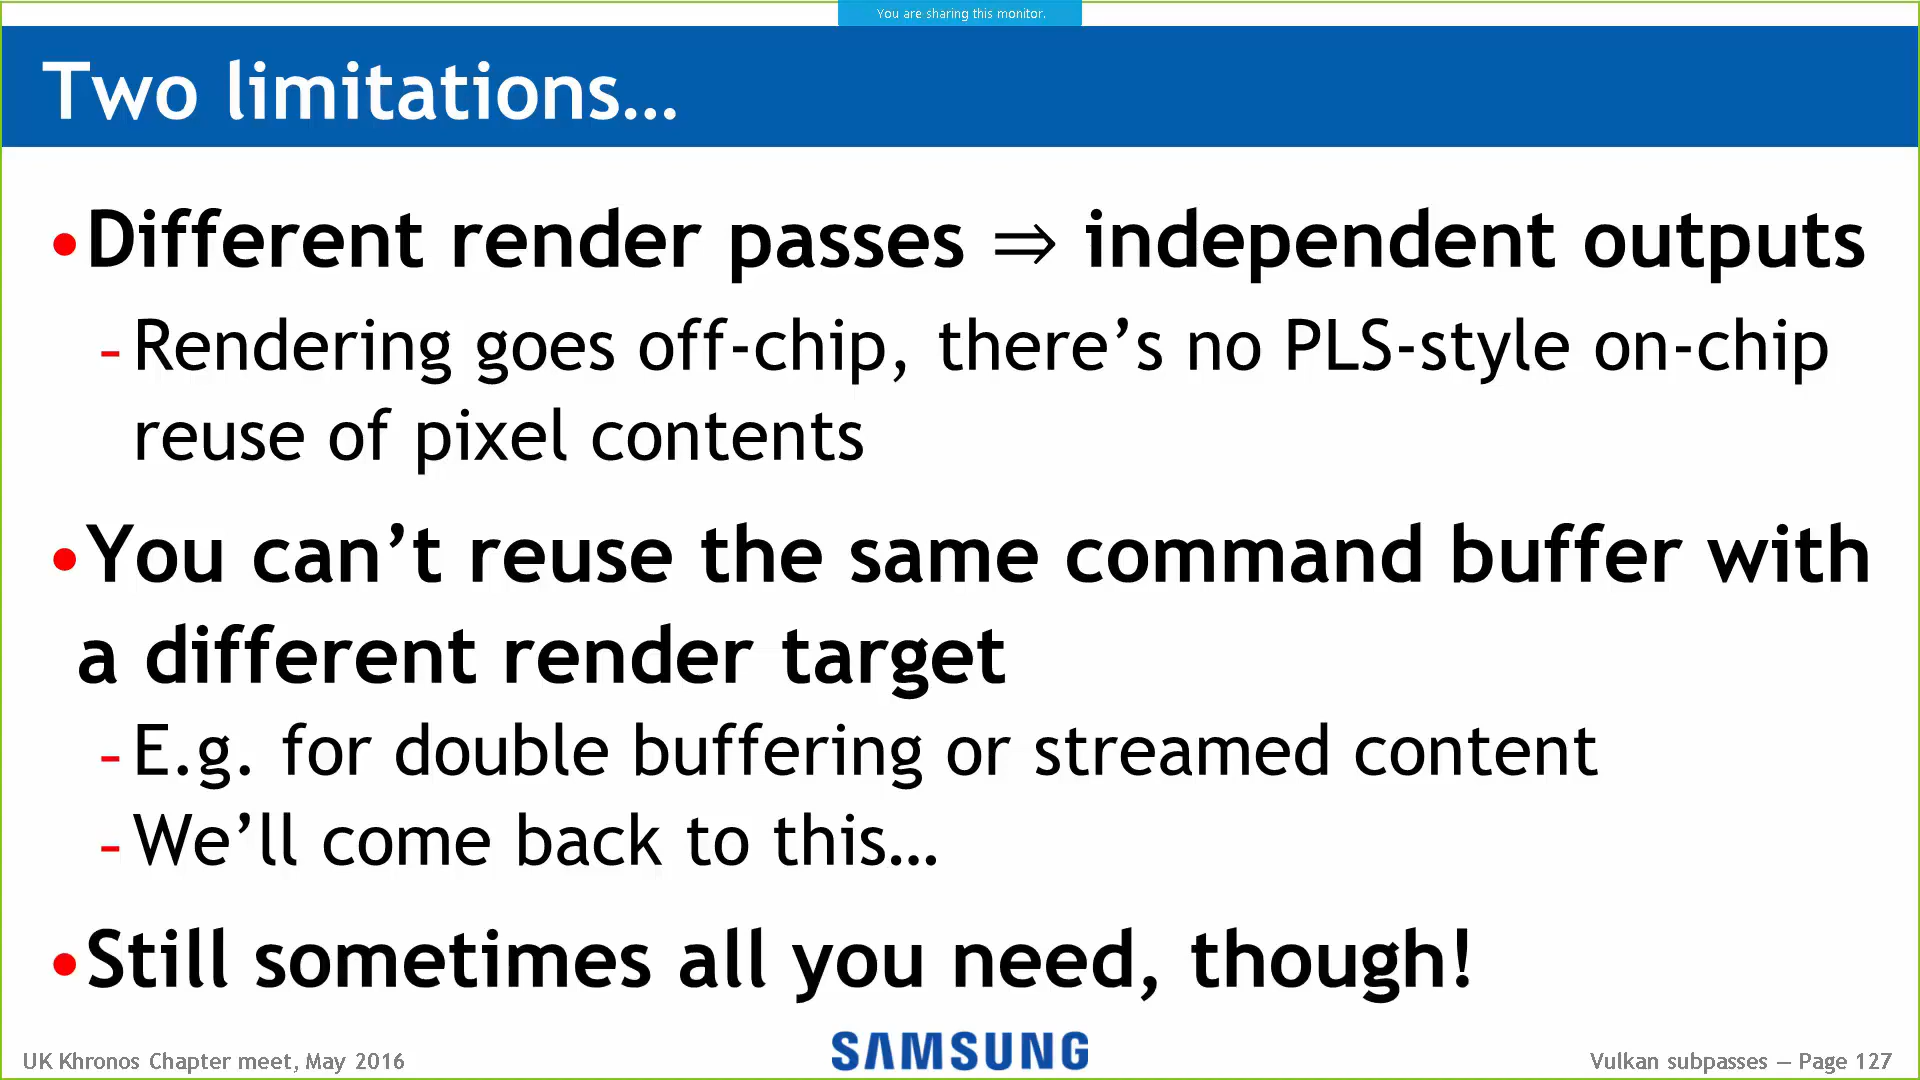 You are sharing this monitor.
Two limitations…
•Different render passes ⇒ independent outputs
-Rendering goes off-chip, there’s no PLS-style on-chip
reuse of pixel contents
•You can’t reuse the same command buffer with
a different render target
-E.g. for double buffering or streamed content
-We’ll come back to this…
•Still sometimes all you need, though!
UK Khronos Chapter meet, May 2016
SAMSUNG
Vulkan subpasses — Page 127